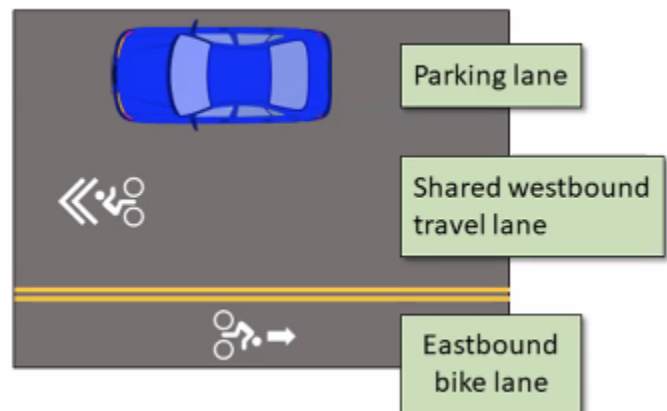 Parking lane
Shared westbound
travel lane
Eastbound
bike lane